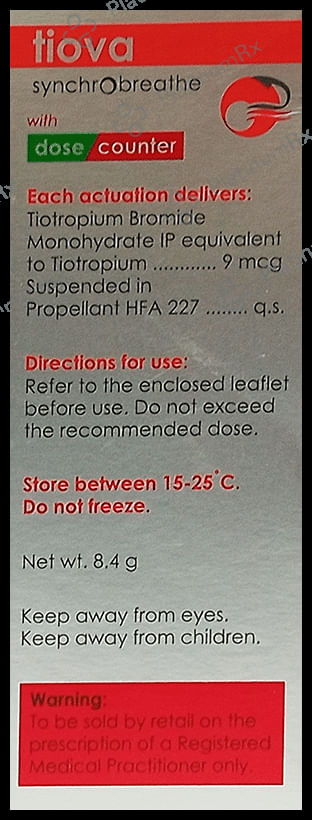 tiova
synchrobreathe
with
dose counter
Each actuation delivers:
Tiotropium Bromide
Monohydrate IP equivalent
to Tiotropium ............ 9 mcg
Suspended in
Propellant HFA 227 ........ q.s.
Directions for use:
Refer to the enclosed leaflet
before use. Do not exceed
the recommended dose.
Store between 15-25°C.
Do not freeze.
Net wt. 8.4 g
Keep away from eyes.
Keep away from children.
Warning:
To be sold by retail on the
prescription of a Registered
Medical Practitioner only.